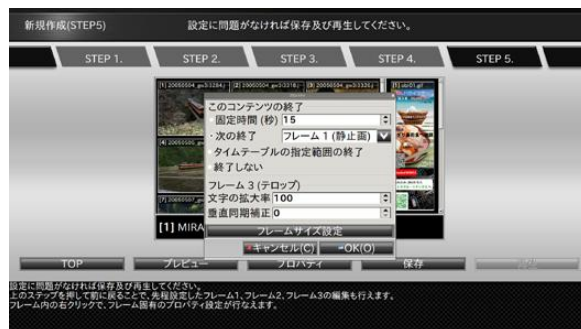 新規作成(STEP5)
設定に問題がなければ保存及び再生してください。
STEP 1.
STEP 2.
STEP 3.
STEP 4.
STEP 5.
このコンテンツの終了
固定時間 (秒) 15
・次の終了 フレーム 1 (静止画)
・タイムテーブルの指定範囲の終了
終了しない
フレーム 3 (テロップ)
文字の拡大率 100
垂直同期補正 0
フレームサイズ設定
キャンセル(C)
OK(O)
[1] MIRA
TOP
プレビュー
プロパティ
保存
設定に問題がなければ保存及び再生してください。
上のステップを押して前に戻ることで、先程設定したフレーム1、フレーム2、フレーム3の編集も行えます。
フレーム内の右クリックで、フレーム固有のプロパティ設定が行なえます。